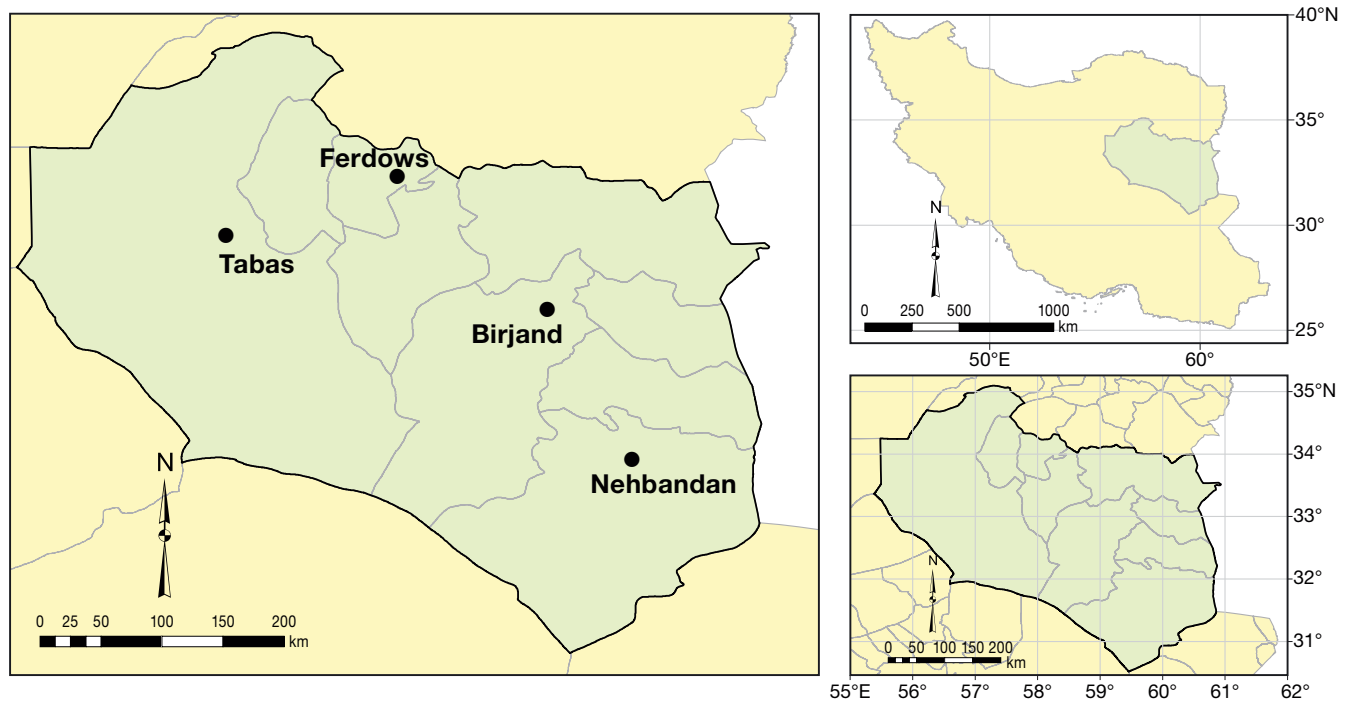 Ferdows
Tabas
Birjand
Nehbandan
N
0 25 50 100 150 200
km
40°N
35°
30°
25°
N
0 250 500 1000
km
50°E 60°
35°N
34°
33°
32°
31°
N
0 50 100 150 200
km
55°E 56° 57° 58° 59° 60° 61° 62°